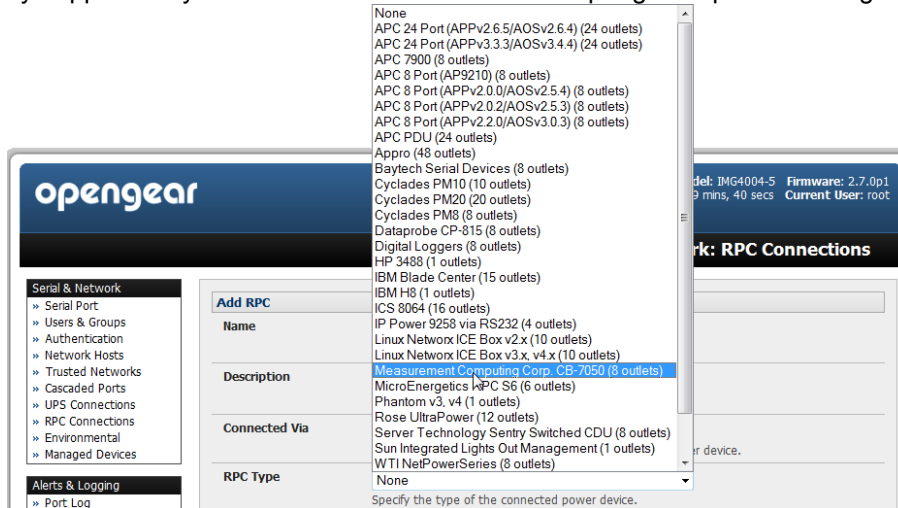 None
APC 24 Port (APPv2.6.5/AOSv2.6.4) (24 outlets)
APC 24 Port (APPv3.3.3/AOSv3.4.4) (24 outlets)
APC 7900 (8 outlets)
APC 8 Port (AP9210) (8 outlets)
APC 8 Port (APPv2.0.0/AOSv2.5.4) (8 outlets)
APC 8 Port (APPv2.0.2/AOSv2.5.3) (8 outlets)
APC 8 Port (APPv2.2.0/AOSv3.0.3) (8 outlets)
APC PDU (24 outlets)
Appro (48 outlets)
Baytech Serial Devices (8 outlets)
Cyclades PM10 (10 outlets)
Cyclades PM20 (20 outlets)
Cyclades PM8 (8 outlets)
Dataprobe CP-815 (8 outlets)
Digital Loggers (8 outlets)
HP 3488 (1 outlets)
IBM Blade Center (15 outlets)
IBM H8 (1 outlets)
ICS 8064 (16 outlets)
IP Power 9258 via RS232 (4 outlets)
Linux Networx ICE Box v2.x (10 outlets)
Linux Networx ICE Box v3.x, v4.x (10 outlets)
Measurement Computing Corp. CB-7050 (8 outlets)
MicroEnergetics PC S6 (6 outlets)
Phantom v3, v4 (1 outlets)
Rose UltraPower (12 outlets)
Server Technology Sentry Switched CDU (8 outlets)
Sun Integrated Lights Out Management (1 outlets)
WTI NetPowerSeries (8 outlets)
opengear
del: IMG4004-5 Firmware: 2.7.0p1
9 mins, 40 secs Current User: root
rk: RPC Connections
Serial & Network
» Serial Port
» Users & Groups
» Authentication
» Network Hosts
» Trusted Networks
» Cascaded Ports
» UPS Connections
» RPC Connections
» Environmental
» Managed Devices
Alerts & Logging
» Port Log
Add RPC
Name
Description
Connected Via
er device.
RPC Type
None
Specify the type of the connected power device.